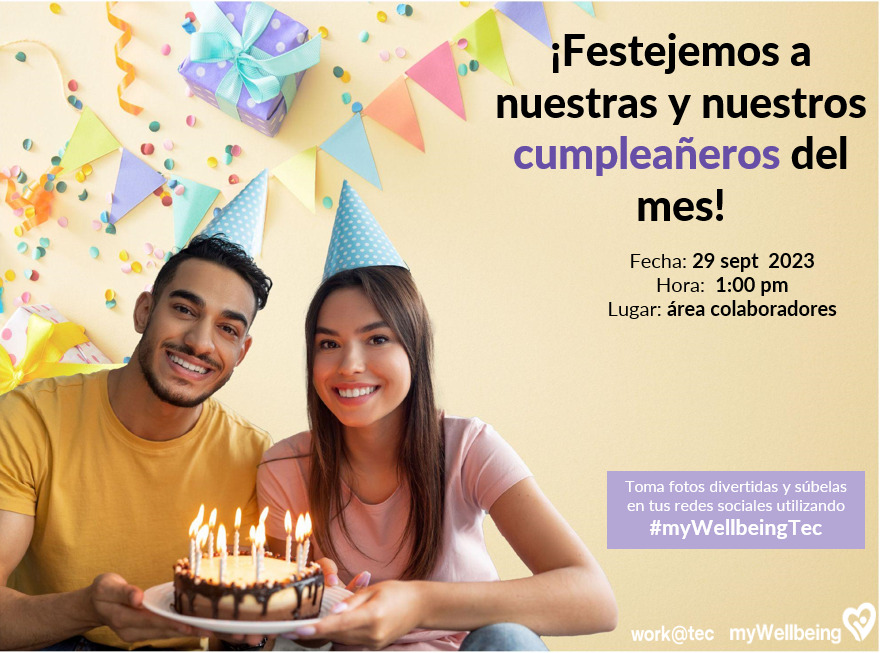 ¡Festejemos a
nuestras y nuestros
cumpleañeros del
mes!
Fecha: 29 sept 2023
Hora: 1:00 pm
Lugar: área colaboradores
Toma fotos divertidas y súbelas
en tus redes sociales utilizando
#myWellbeingTec
work@tec myWellbeing